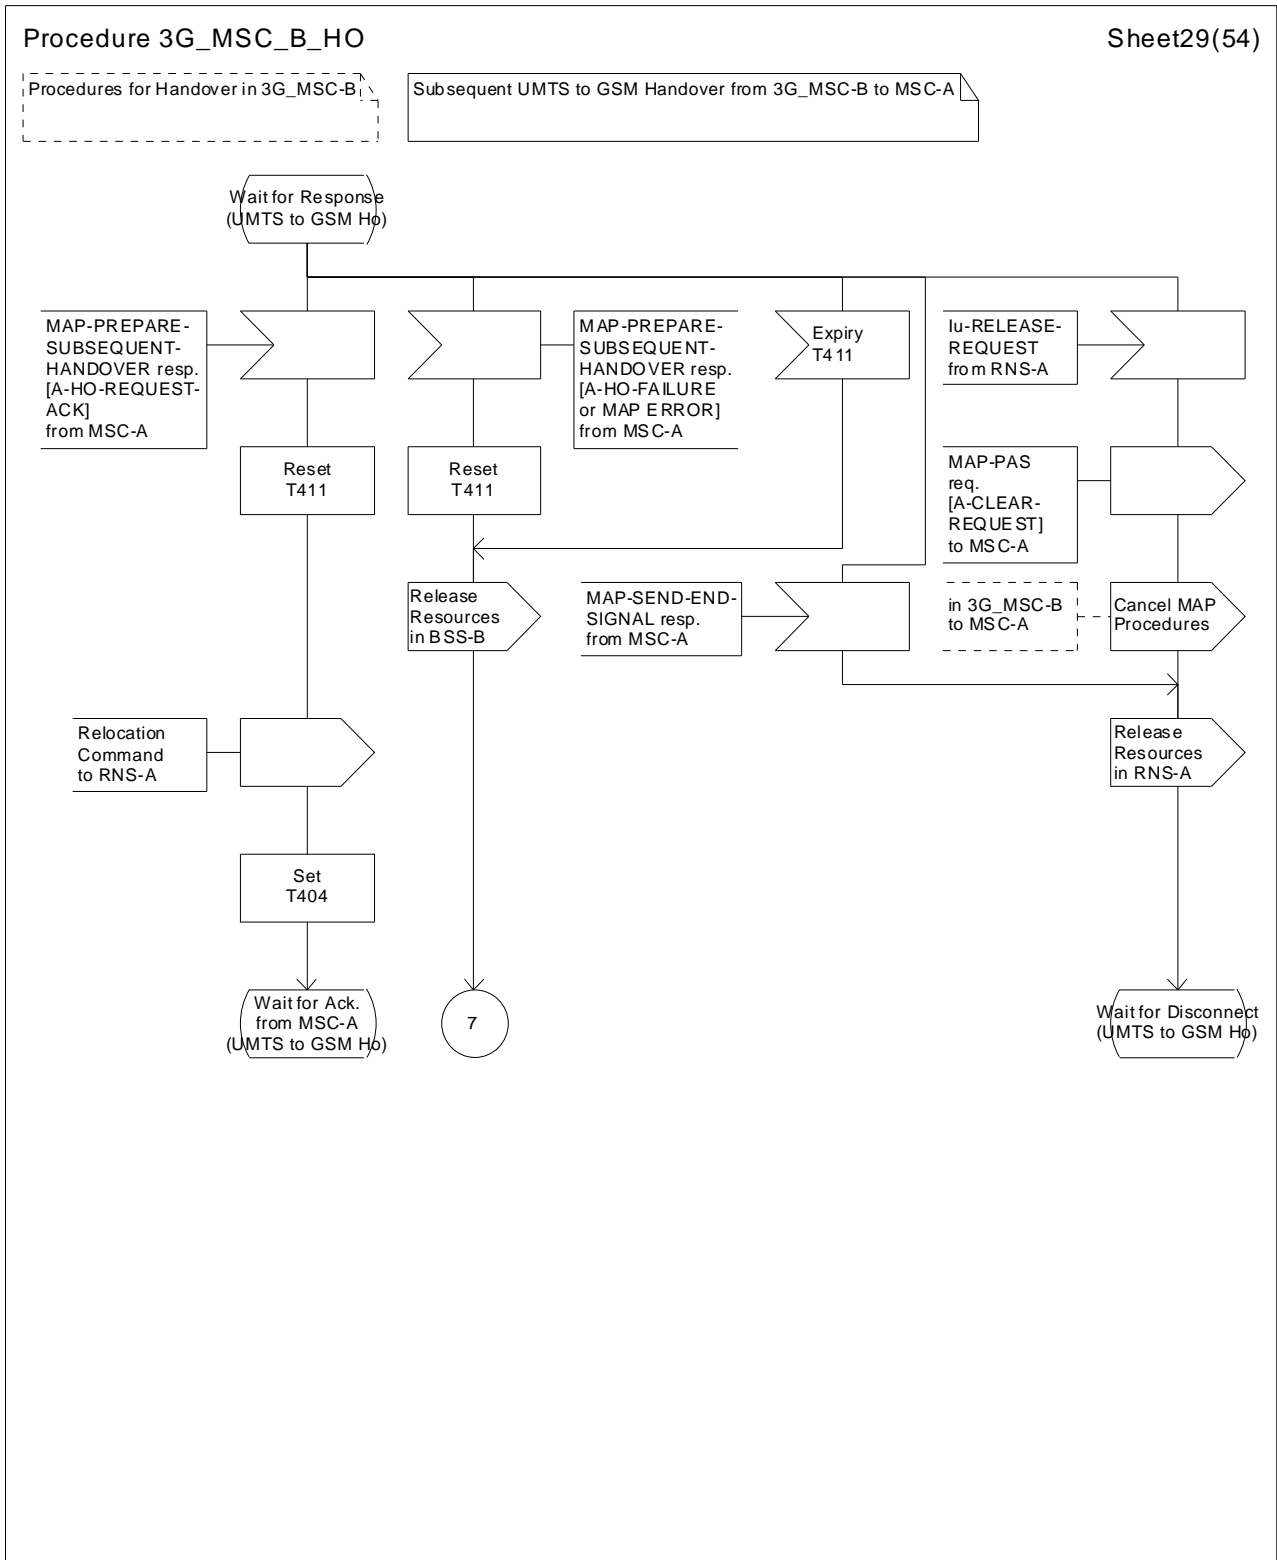 Procedure 3G_MSC_B_HO
Sheet29(54)
Procedures for Handover in 3G_MSC-B
Subsequent UMTS to GSM Handover from 3G_MSC-B to MSC-A
Wait for Response
(UMTS to GSM Ho)
MAP-PREPARE-
SUBSEQUENT-
HANDOVER resp.
[A-HO-REQUEST-
ACK]
from MSC-A
MAP-PREPARE-
SUBSEQUENT-
HANDOVER resp.
[A-HO-FAILURE
or MAP ERROR]
from MSC-A
Expiry
T411
Iu-RELEASE-
REQUEST
from RNS-A
Reset
T411
Reset
T411
MAP-PAS
req.
[A-CLEAR-
REQUEST]
to MSC-A
Release
Resources
in BSS-B
MAP-SEND-END-
SIGNAL resp.
from MSC-A
in 3G_MSC-B
to MSC-A
Cancel MAP
Procedures
Relocation
Command
to RNS-A
Release
Resources
in RNS-A
Set
T404
Wait for Ack.
from MSC-A
(UMTS to GSM Ho)
7
Wait for Disconnect
(UMTS to GSM Ho)